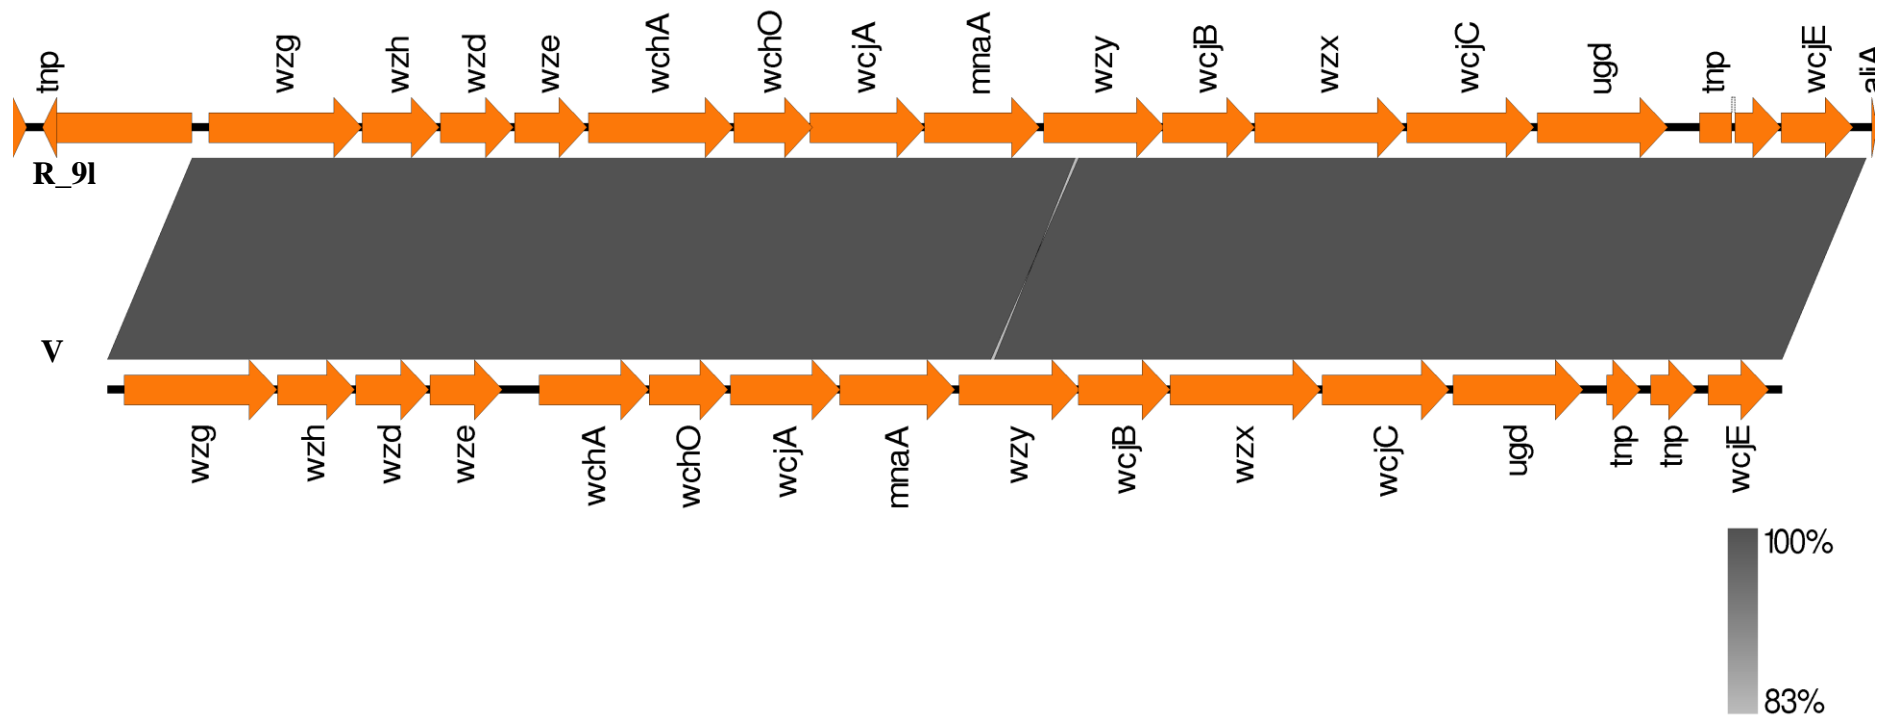 tnp
wzg
wzh
wzd
wze
wchA
wchO
wcjA
mnaA
wzy
wcjB
wzx
wcjC
ugd
tnp
wcjE
aliA
R_9l
V
wzg
wzh
wzd
wze
wchA
wchO
wcjA
mnaA
wzy
wcjB
wzx
wcjC
ugd
tnp
tnp
wcjE
100%
83%